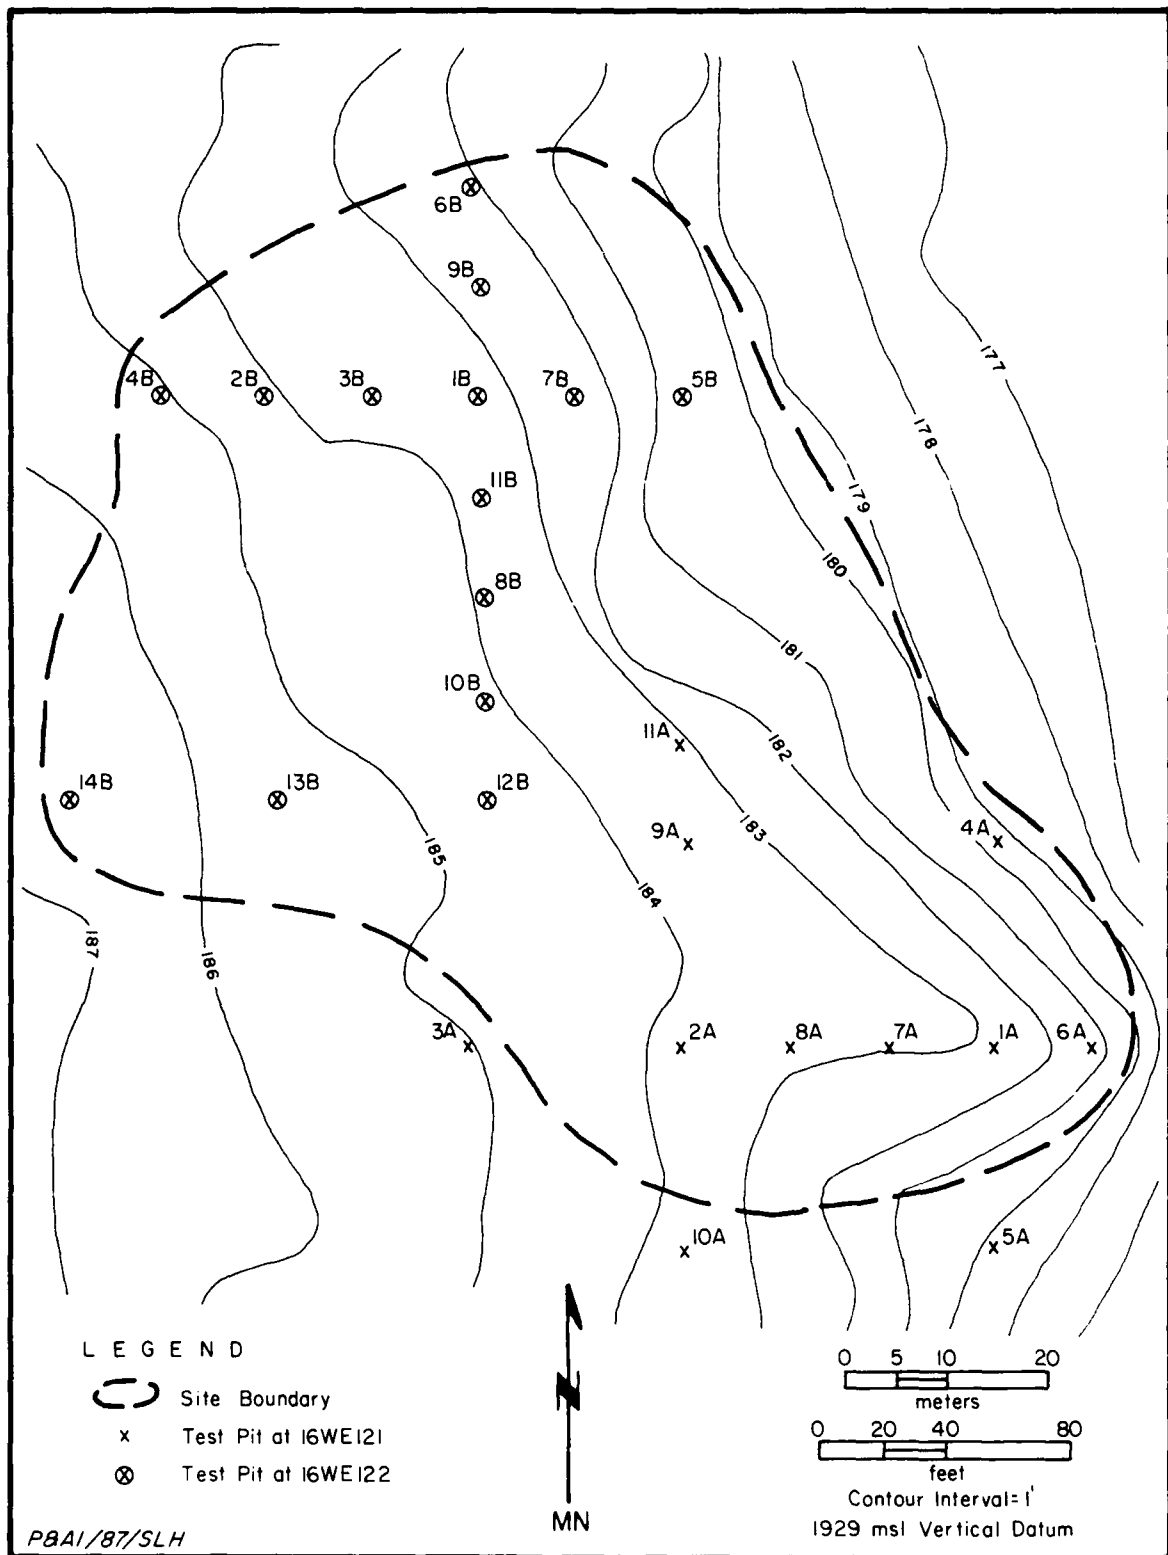 6B
9B
4B
2B
3B
1B
7B
5B
177
178
11B
179
180
8B
181
10B
11A
182
14B
13B
12B
9A
183
4A
185
184
187
186
3A
2A
8A
7A
1A
6A
10A
5A
LEGEND
Site Boundary
x Test Pit at 16WE121
⊗ Test Pit at 16WE122
N
MN
0 5 10 20
meters
0 20 40 80
feet
Contour Interval=1'
1929 msl Vertical Datum
P&AI/87/SLH